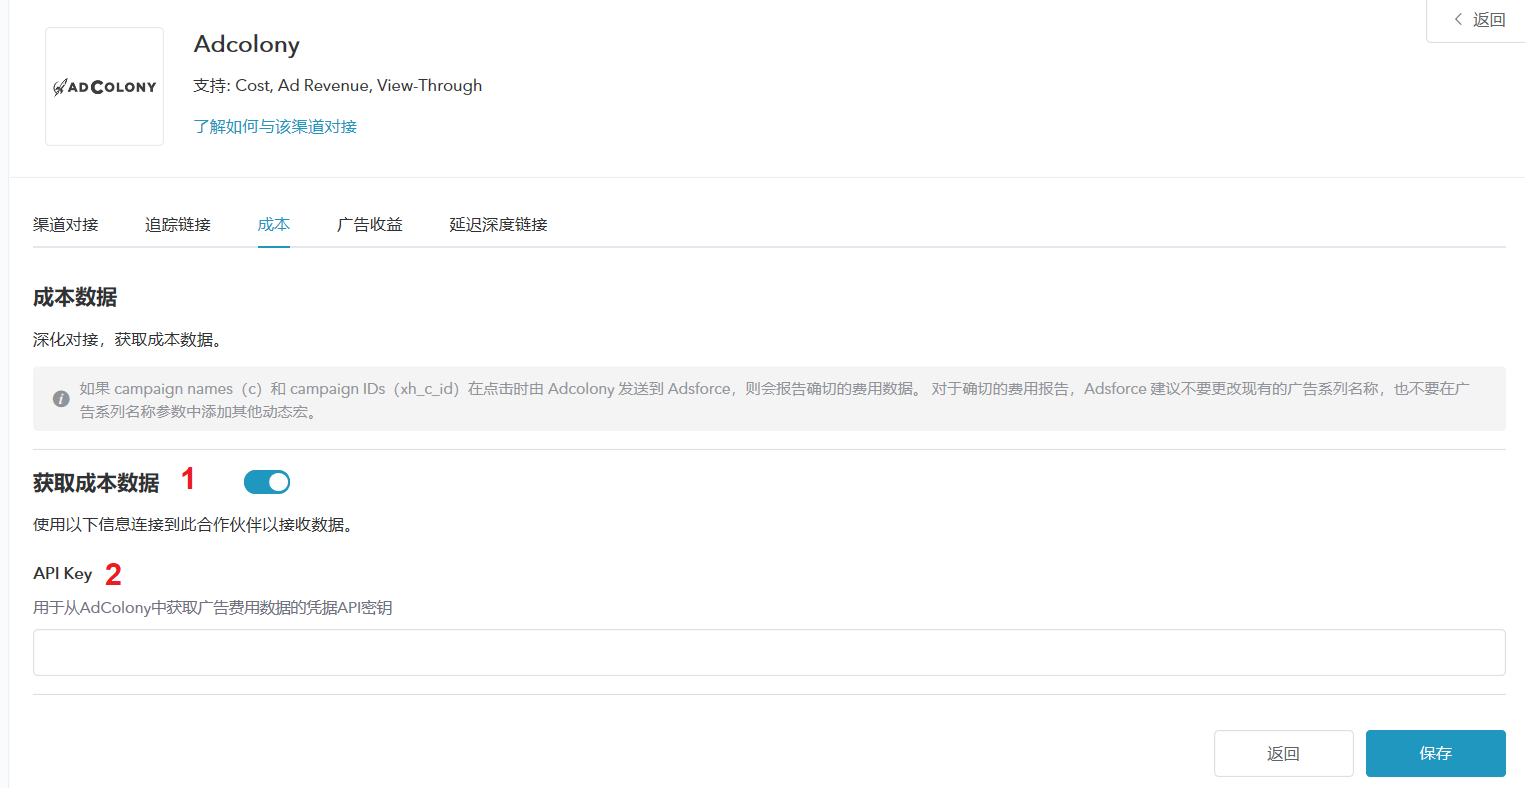 返回
Adcolony
ADCOLONY
支持: Cost, Ad Revenue, View-Through
了解如何与该渠道对接
渠道对接 追踪链接 成本 广告收益 延迟深度链接
成本数据
深化对接，获取成本数据。
如果 campaign names（c）和 campaign IDs（xh_c_id）在点击时由 Adcolony 发送到 Adsforce，则会报告确切的费用数据。 对于确切的费用报告，Adsforce 建议不要更改现有的广告系列名称，也不要在广
告系列名称参数中添加其他动态宏。
获取成本数据 1
使用以下信息连接到此合作伙伴以接收数据。
API Key 2
用于从AdColony中获取广告费用数据的凭据API密钥
返回 保存